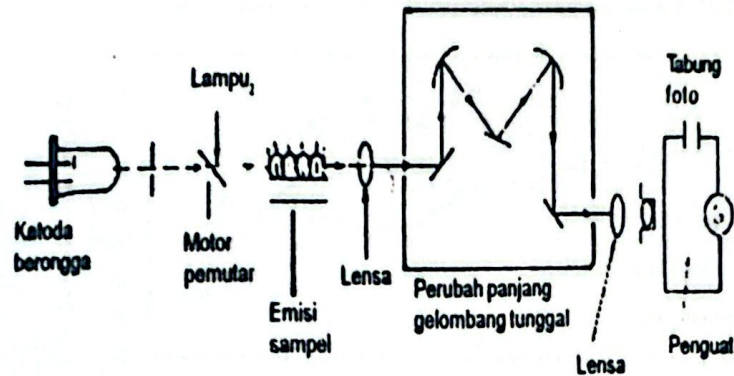 Lampu,
Katoda
berongga
Motor
pemutar
Emisi
sampel
Lensa
Perubah panjang
gelombang tunggal
Lensa
Tabung
foto
Penguat